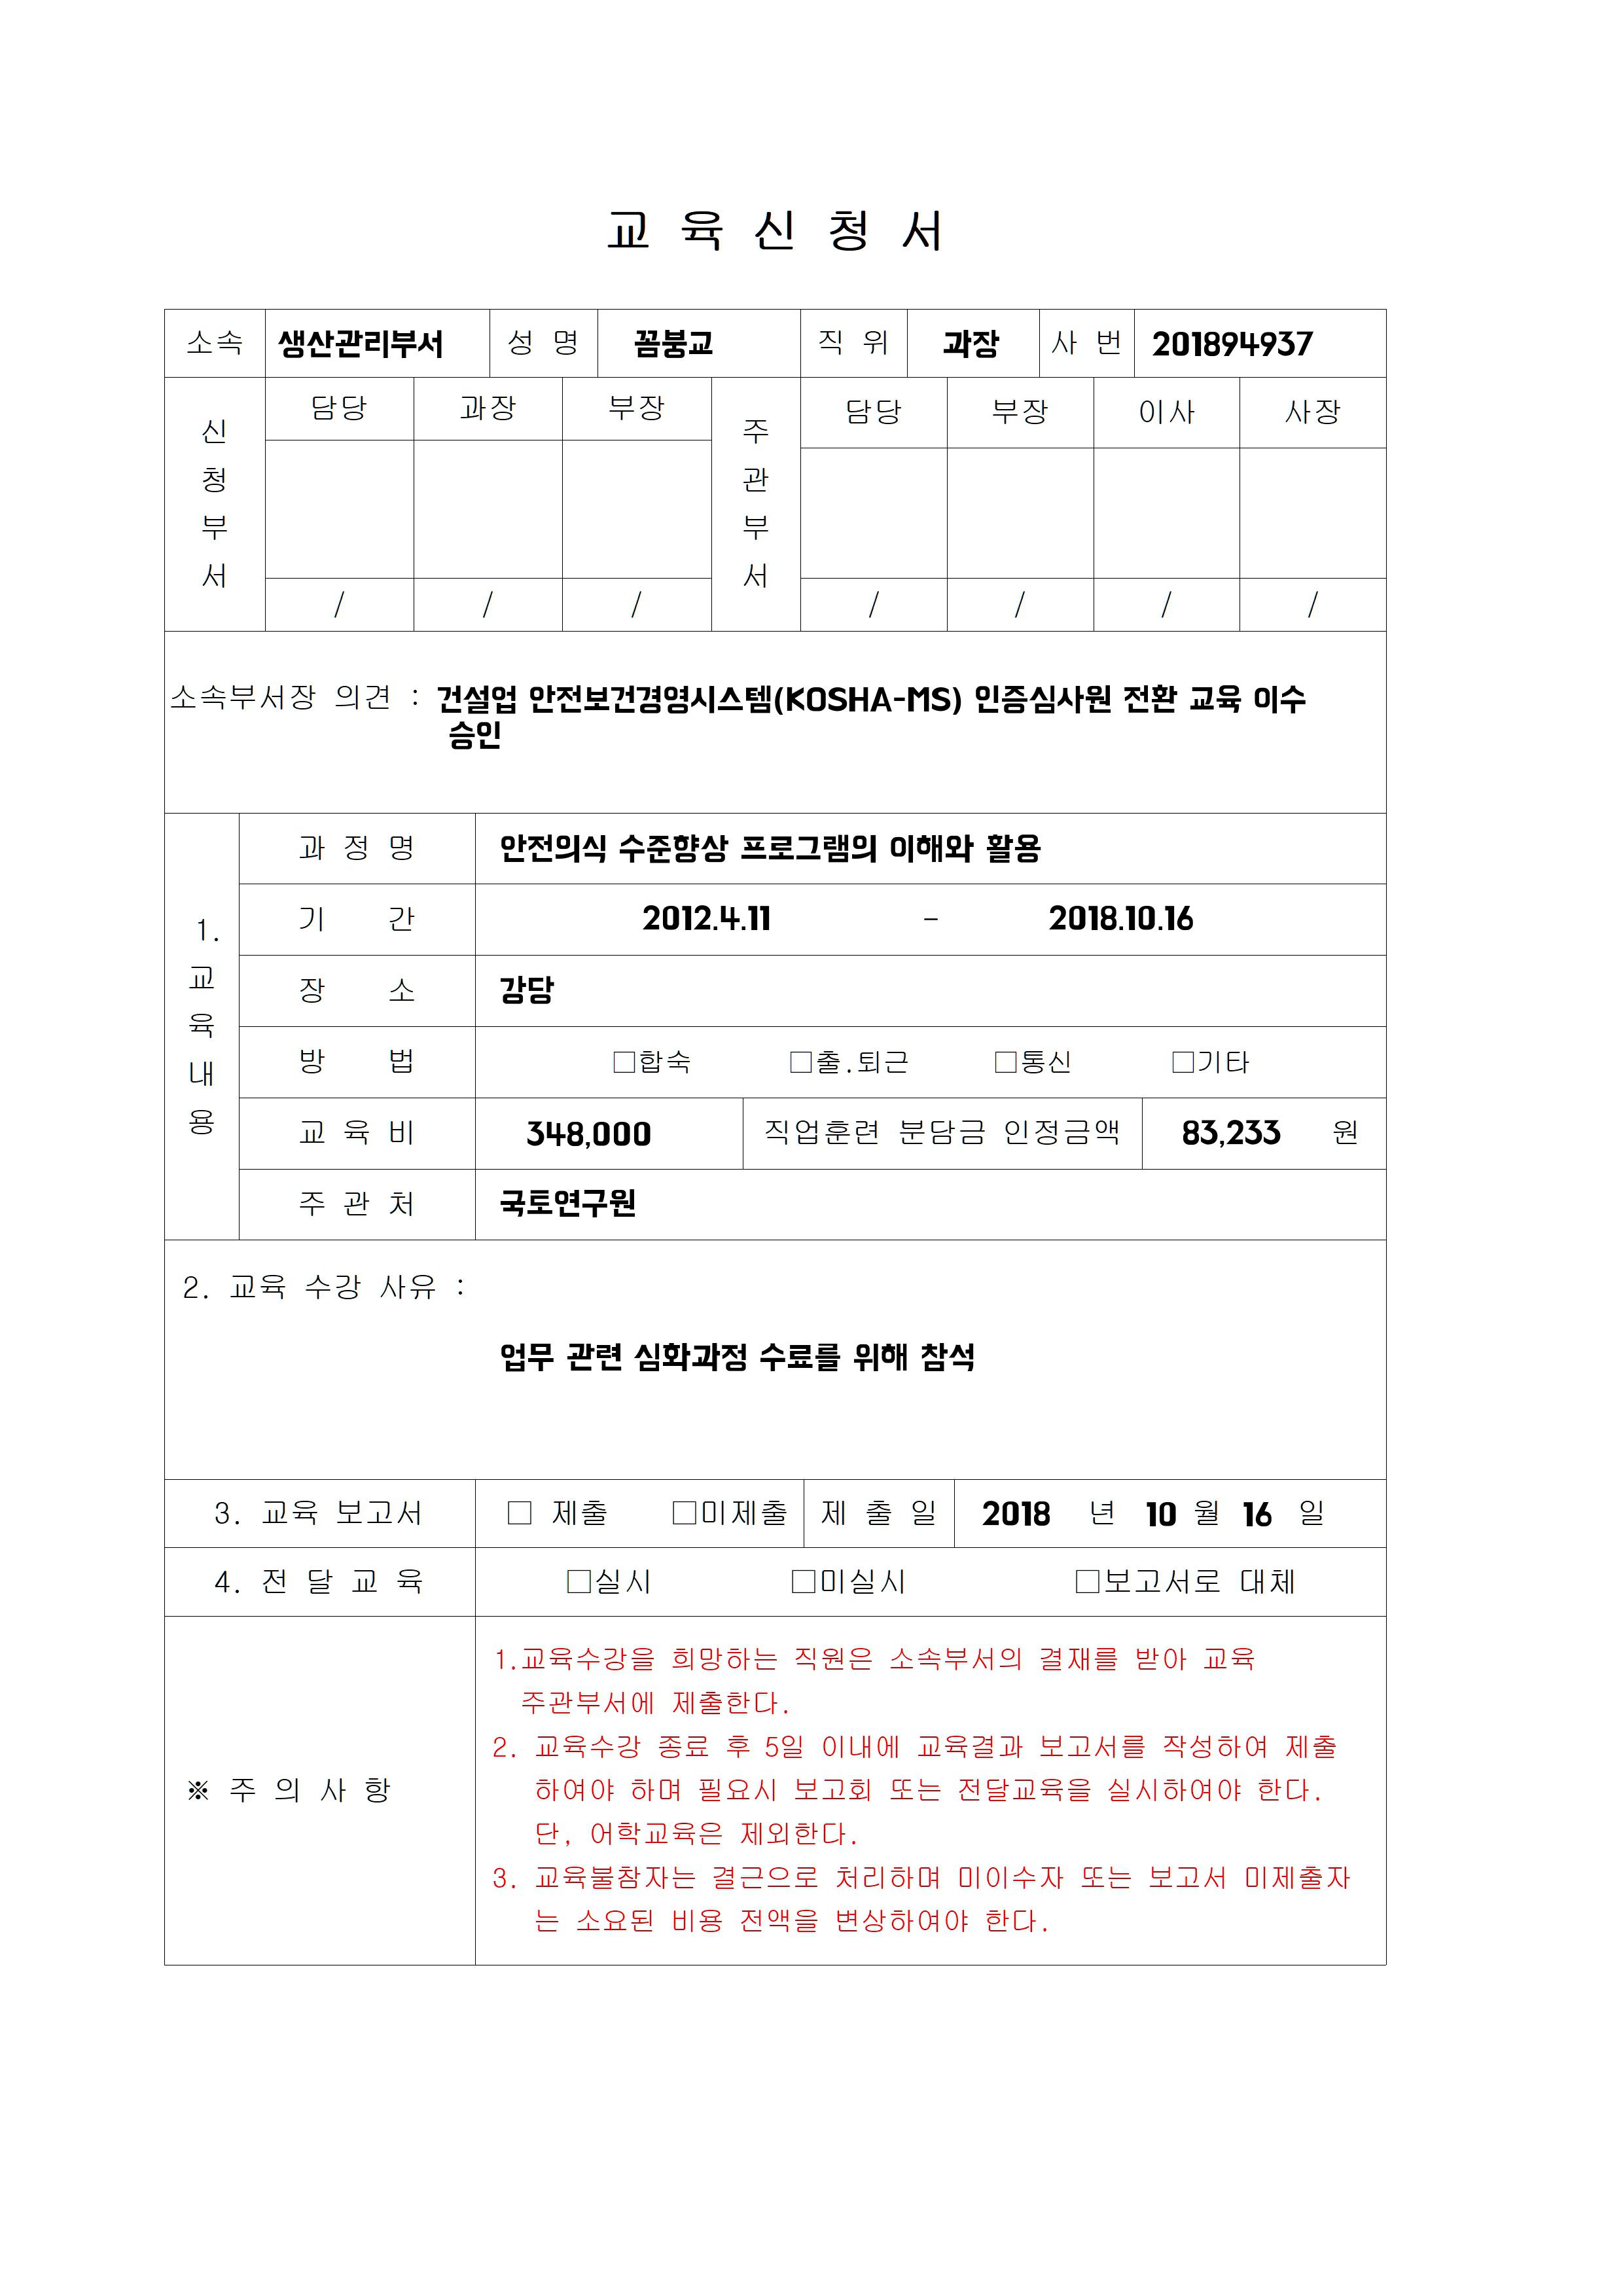 교 육 신 청 서
소속 생산관리부서 성 명 꼼붕교 직 위 과장 사 번 201894937
신청부서 담당 과장 부장 주관부서 담당 부장 이사 사장
/ / / / / / /
소속부서장 의견 : 건설업 안전보건경영시스템(KOSHA-MS) 인증심사원 전환 교육 이수
승인
1. 교육내용
과 정 명 안전의식 수준향상 프로그램의 이해와 활용
기 간 2012.4.11 - 2018.10.16
장 소 강당
방 법 □합숙 □출.퇴근 □통신 □기타
교 육 비 348,000 직업훈련 분담금 인정금액 83,233 원
주 관 처 국토연구원
2. 교육 수강 사유 :
업무 관련 심화과정 수료를 위해 참석
3. 교육 보고서 □ 제출 □미제출 제 출 일 2018 년 10 월 16 일
4. 전 달 교 육 □실시 □미실시 □보고서로 대체
※ 주 의 사 항
1.교육수강을 희망하는 직원은 소속부서의 결재를 받아 교육
주관부서에 제출한다.
2. 교육수강 종료 후 5일 이내에 교육결과 보고서를 작성하여 제출
하여야 하며 필요시 보고회 또는 전달교육을 실시하여야 한다.
단, 어학교육은 제외한다.
3. 교육불참자는 결근으로 처리하며 미이수자 또는 보고서 미제출자
는 소요된 비용 전액을 변상하여야 한다.